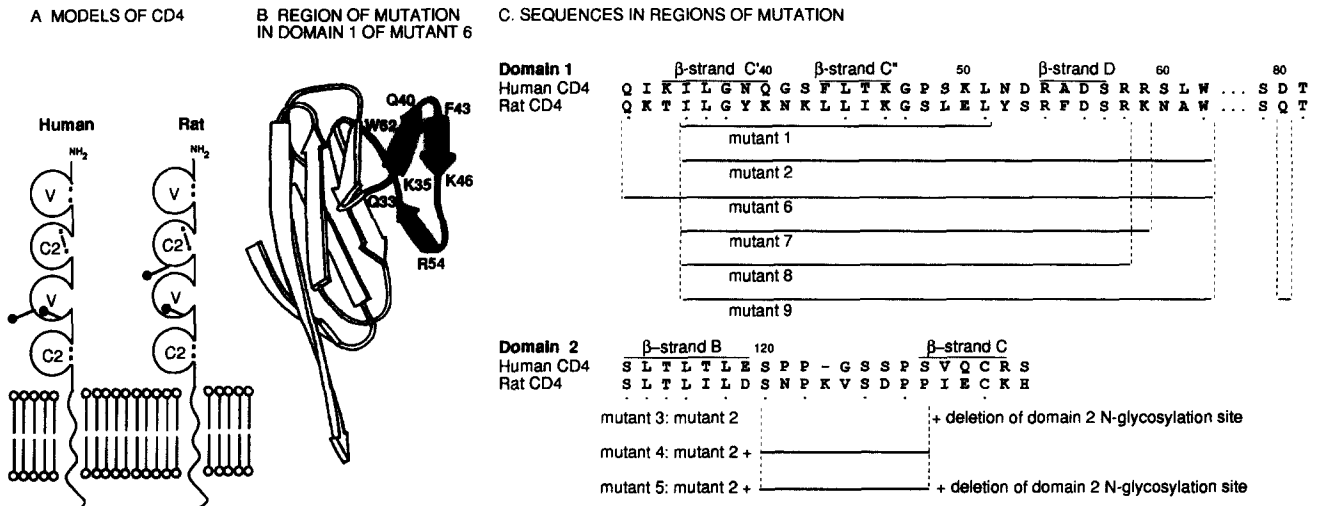 A MODELS OF CD4
B REGION OF MUTATION
IN DOMAIN 1 OF MUTANT 6
C. SEQUENCES IN REGIONS OF MUTATION
Human
Rat
NH2
NH2
V
C2
V
C2
V
C2
V
C2
Q40
F43
W62
K35
K46
Q33
R54
Domain 1
β-strand C' 40
β-strand C"
50
β-strand D
60
80
Human CD4 Q I K I L G N Q G S F L T K G P S K L N D R A D S R R S L W ... S D T
Rat CD4 Q K T I L G Y K N K L L I K G S L E L Y S R F D S R K N A W ... S Q T
mutant 1
mutant 2
mutant 6
mutant 7
mutant 8
mutant 9
Domain 2
β–strand B
120
β–strand C
Human CD4 S L T L T L E S P P - G S S P S V Q C R S
Rat CD4 S L T L I L D S N P K V S D P P I E C K H
mutant 3: mutant 2 + deletion of domain 2 N-glycosylation site
mutant 4: mutant 2 +
mutant 5: mutant 2 + + deletion of domain 2 N-glycosylation site